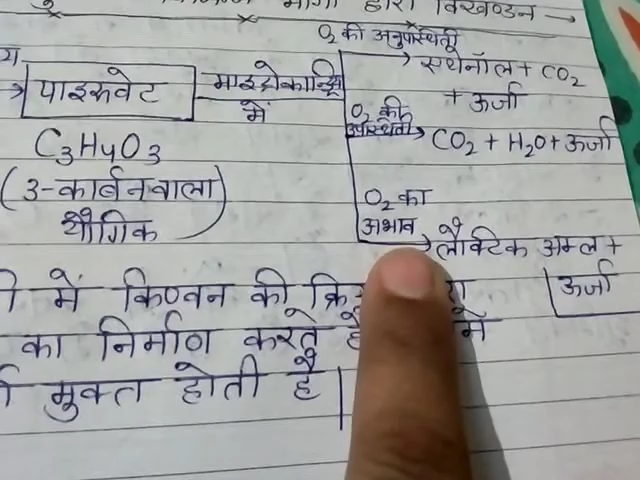 द्वारा विखण्डन →
O₂ की अनुपस्थिती
→ एथेनॉल + CO₂
+ ऊर्जा
पाइरुवेट
माइटोकाण्ड्रिया
में
O₂ की
उपस्थिती → CO₂ + H₂O + ऊर्जा
C₃H₄O₃
(3-कार्बन वाला
यौगिक)
O₂ का
अभाव → लैक्टिक अम्ल +
ऊर्जा
में किण्वन की
का निर्माण करते में
मुक्त होती है |